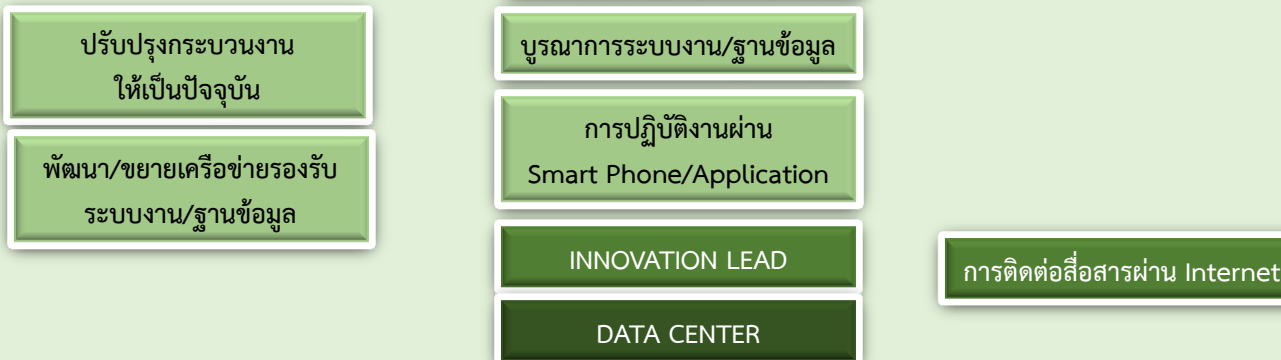 ปรับปรุงกระบวนงาน
ให้เป็นปัจจุบัน
พัฒนา/ขยายเครือข่ายรองรับ
ระบบงาน/ฐานข้อมูล
บูรณาการระบบงาน/ฐานข้อมูล
การปฏิบัติงานผ่าน
Smart Phone/Application
INNOVATION LEAD
DATA CENTER
การติดต่อสื่อสารผ่าน Internet